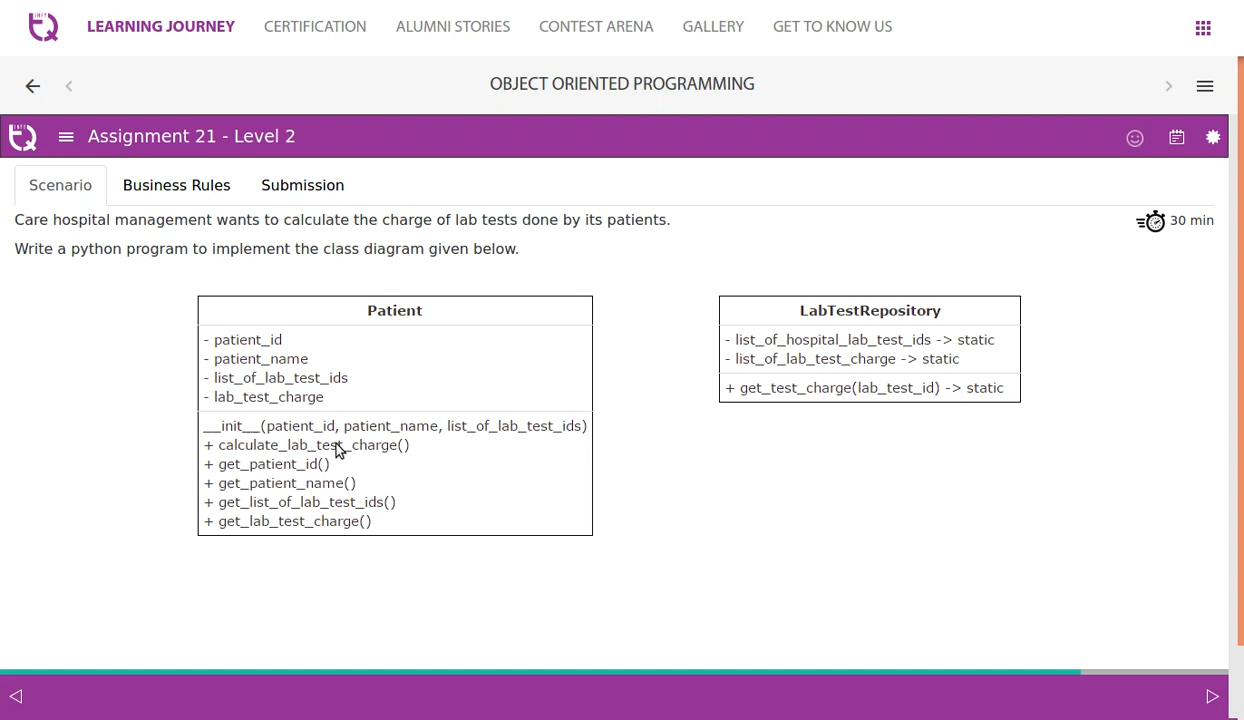 LEARNING JOURNEY CERTIFICATION ALUMNI STORIES CONTEST ARENA GALLERY GET TO KNOW US
OBJECT ORIENTED PROGRAMMING
Assignment 21 - Level 2
Scenario Business Rules Submission
Care hospital management wants to calculate the charge of lab tests done by its patients.
30 min
Write a python program to implement the class diagram given below.
Patient
- patient_id
- patient_name
- list_of_lab_test_ids
- lab_test_charge
__init__(patient_id, patient_name, list_of_lab_test_ids)
+ calculate_lab_test_charge()
+ get_patient_id()
+ get_patient_name()
+ get_list_of_lab_test_ids()
+ get_lab_test_charge()
LabTestRepository
- list_of_hospital_lab_test_ids -> static
- list_of_lab_test_charge -> static
+ get_test_charge(lab_test_id) -> static